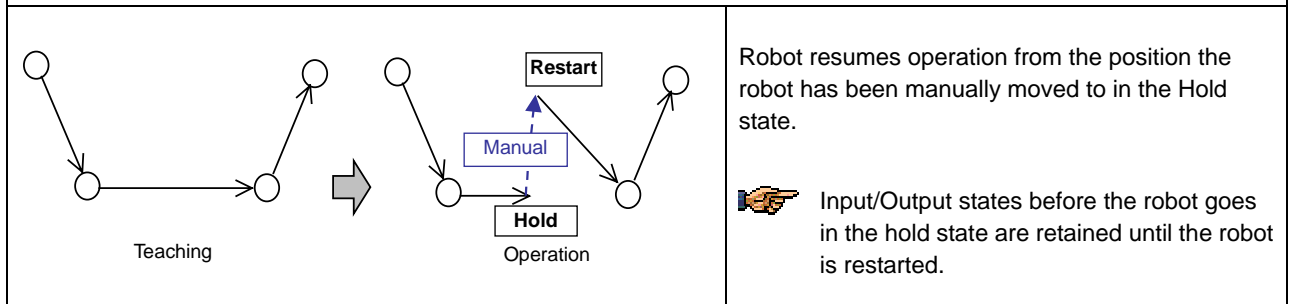 Restart
Manual
Hold
Teaching
Operation
Robot resumes operation from the position the
robot has been manually moved to in the Hold
state.
Input/Output states before the robot goes
in the hold state are retained until the robot
is restarted.